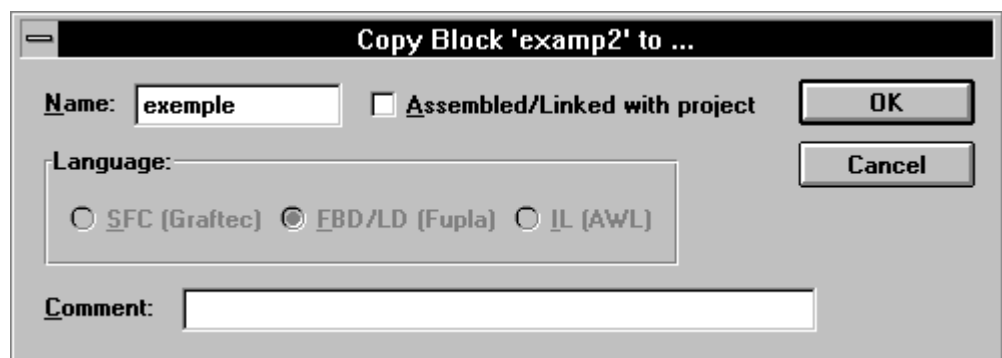 Copy Block 'examp2' to ...
Name: exemple Assembled/Linked with project OK
Language: Cancel
SFC (Graftec) FBD/LD (Fupla) IL (AWL)
Comment: